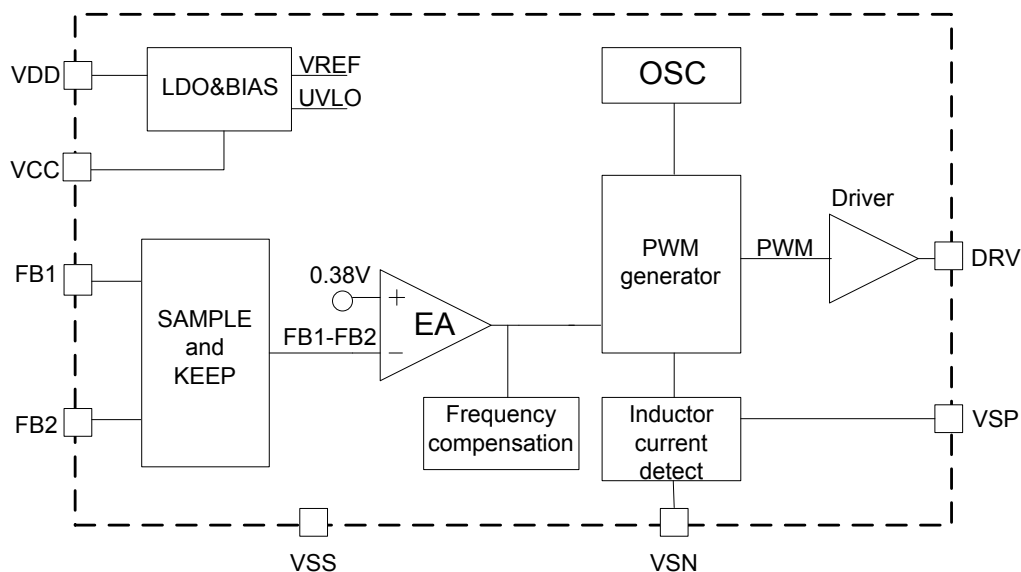 VDD
LDO&BIAS
VREF
UVLO
VCC
OSC
Driver
FB1
SAMPLE
and
KEEP
FB1-FB2
0.38V
+
EA
−
PWM
generator
PWM
DRV
FB2
Frequency
compensation
Inductor
current
detect
VSP
VSS
VSN